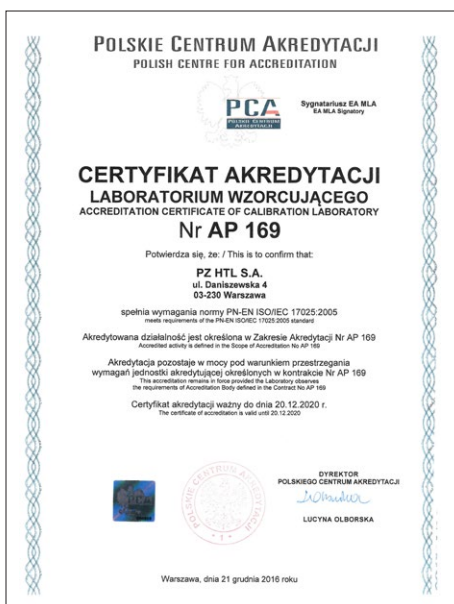 POLSKIE CENTRUM AKREDYTACJI
POLISH CENTRE FOR ACCREDITATION
PCA
POLSKIE CENTRUM
AKREDYTACJI
Sygnatariusz EA MLA
EA MLA Signatory
CERTYFIKAT AKREDYTACJI
LABORATORIUM WZORCUJĄCEGO
ACCREDITATION CERTIFICATE OF CALIBRATION LABORATORY
Nr AP 169
Potwierdza się, że: / This is to confirm that:
PZ HTL S.A.
ul. Daniszewska 4
03-230 Warszawa
spełnia wymagania normy PN-EN ISO/IEC 17025:2005
meets requirements of the PN-EN ISO/IEC 17025:2005 standard
Akredytowana działalność jest określona w Zakresie Akredytacji Nr AP 169
Accredited activity is defined in the Scope of Accreditation No AP 169
Akredytacja pozostaje w mocy pod warunkiem przestrzegania
wymagań jednostki akredytującej określonych w kontrakcie Nr AP 169
This accreditation remains in force provided the Laboratory observes
the requirements of Accreditation Body defined in the Contract No AP 169
Certyfikat akredytacji ważny do dnia 20.12.2020 r.
The certificate of accreditation is valid until 20.12.2020
POLSKIE CENTRUM AKREDYTACJI
1
DYREKTOR
POLSKIEGO CENTRUM AKREDYTACJI
LUCYNA OLBORSKA
Warszawa, dnia 21 grudnia 2016 roku